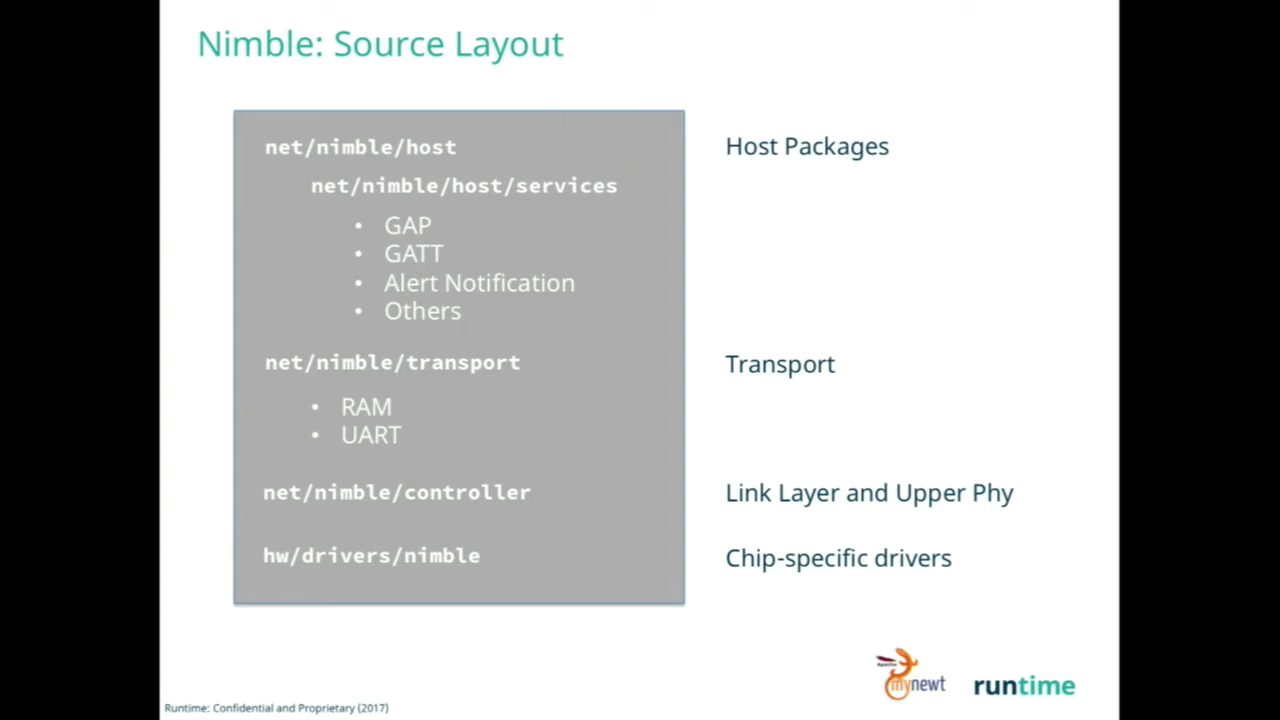 Nimble: Source Layout
net/nimble/host
Host Packages
net/nimble/host/services
• GAP
• GATT
• Alert Notification
• Others
net/nimble/transport
Transport
• RAM
• UART
net/nimble/controller
Link Layer and Upper Phy
hw/drivers/nimble
Chip-specific drivers
Apache
mynewt
runtime
Runtime: Confidential and Proprietary (2017)